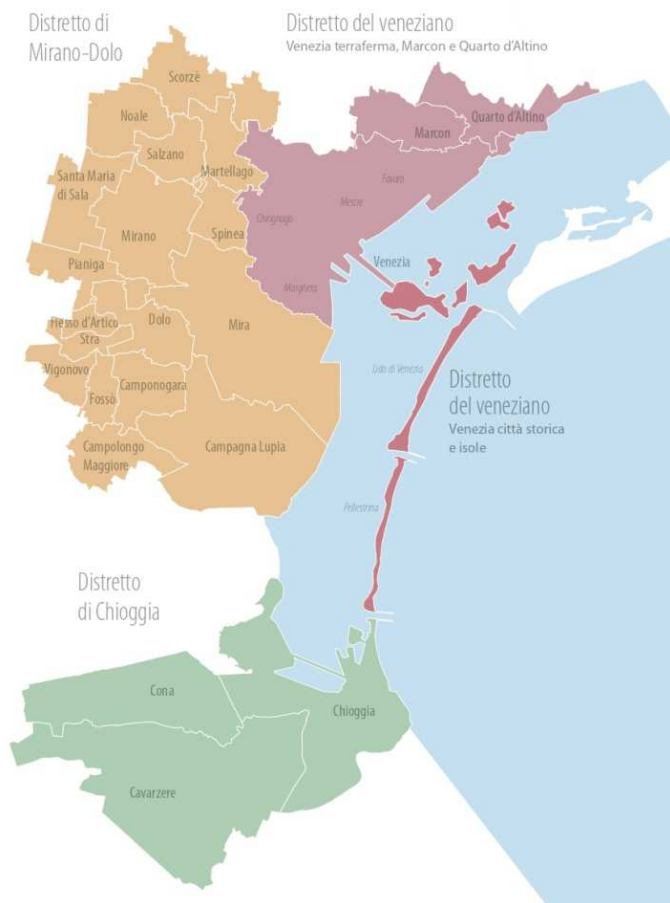 Distretto di
Mirano-Dolo
Distretto del veneziano
Venezia terraferma, Marcon e Quarto d'Altino
Scorzè
Noale
Marcon
Quarto d'Altino
Salzano
Martellago
Santa Maria
di Sala
Favaro
Mestre
Chirignago
Mirano
Spinea
Pianiga
Venezia
Marghera
Fiesso d'Artico
Dolo
Mira
Stra
Vigonovo
Fossò
Camponogara
Lido di Venezia
Distretto
del veneziano
Venezia città storica
e isole
Campolongo
Maggiore
Campagna Lupia
Pellestrina
Distretto
di Chioggia
Cona
Chioggia
Cavarzere